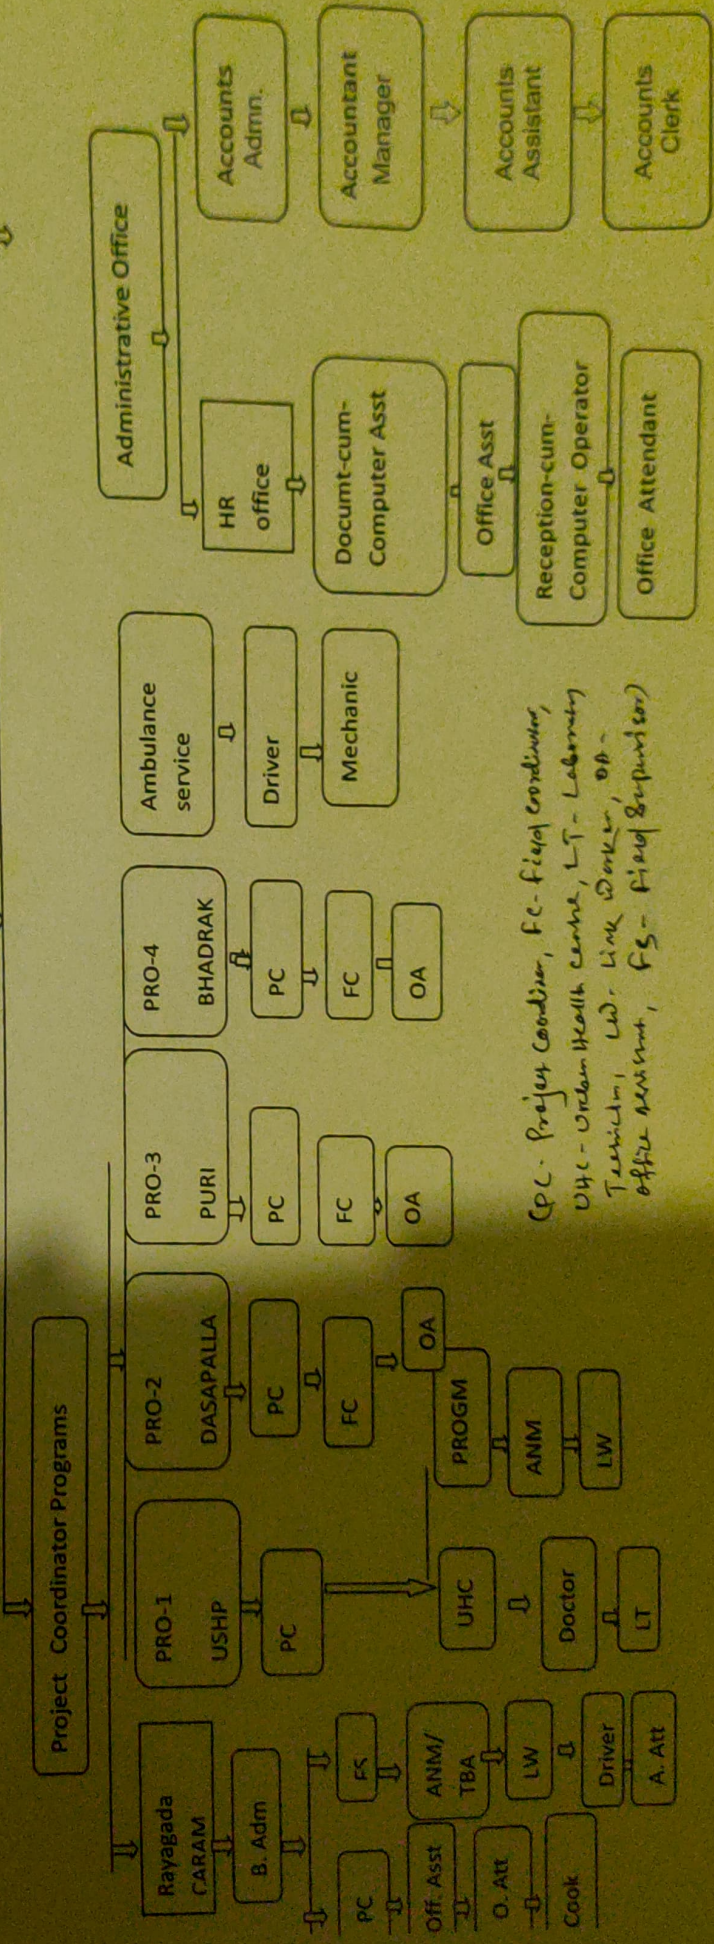 Project Coordinator Programs
Administrative Office
Rayagada
CARAM
B. Adm
PC
Off. Asst
O. Att
Cook
FS
ANM/
TBA
LW
Driver
A. Att
PRO-1
USHP
PC
UHC
Doctor
LT
PROGM
ANM
LW
PRO-2
DASAPALLA
PC
FC
OA
PRO-3
PURI
PC
FC
OA
PRO-4
BHADRAK
PC
FC
OA
Ambulance
service
Driver
Mechanic
HR
office
Documt-cum-
Computer Asst
Office Asst
Reception-cum-
Computer Operator
Office Attendant
Accounts
Admn.
Accountant
Manager
Accounts
Assistant
Accounts
Clerk
(PC- Project FC- Field
UHC- Urban Health Centre, LT- Laboratory
LW- Link Worker, OA-
Office FS- Field Supervisor)